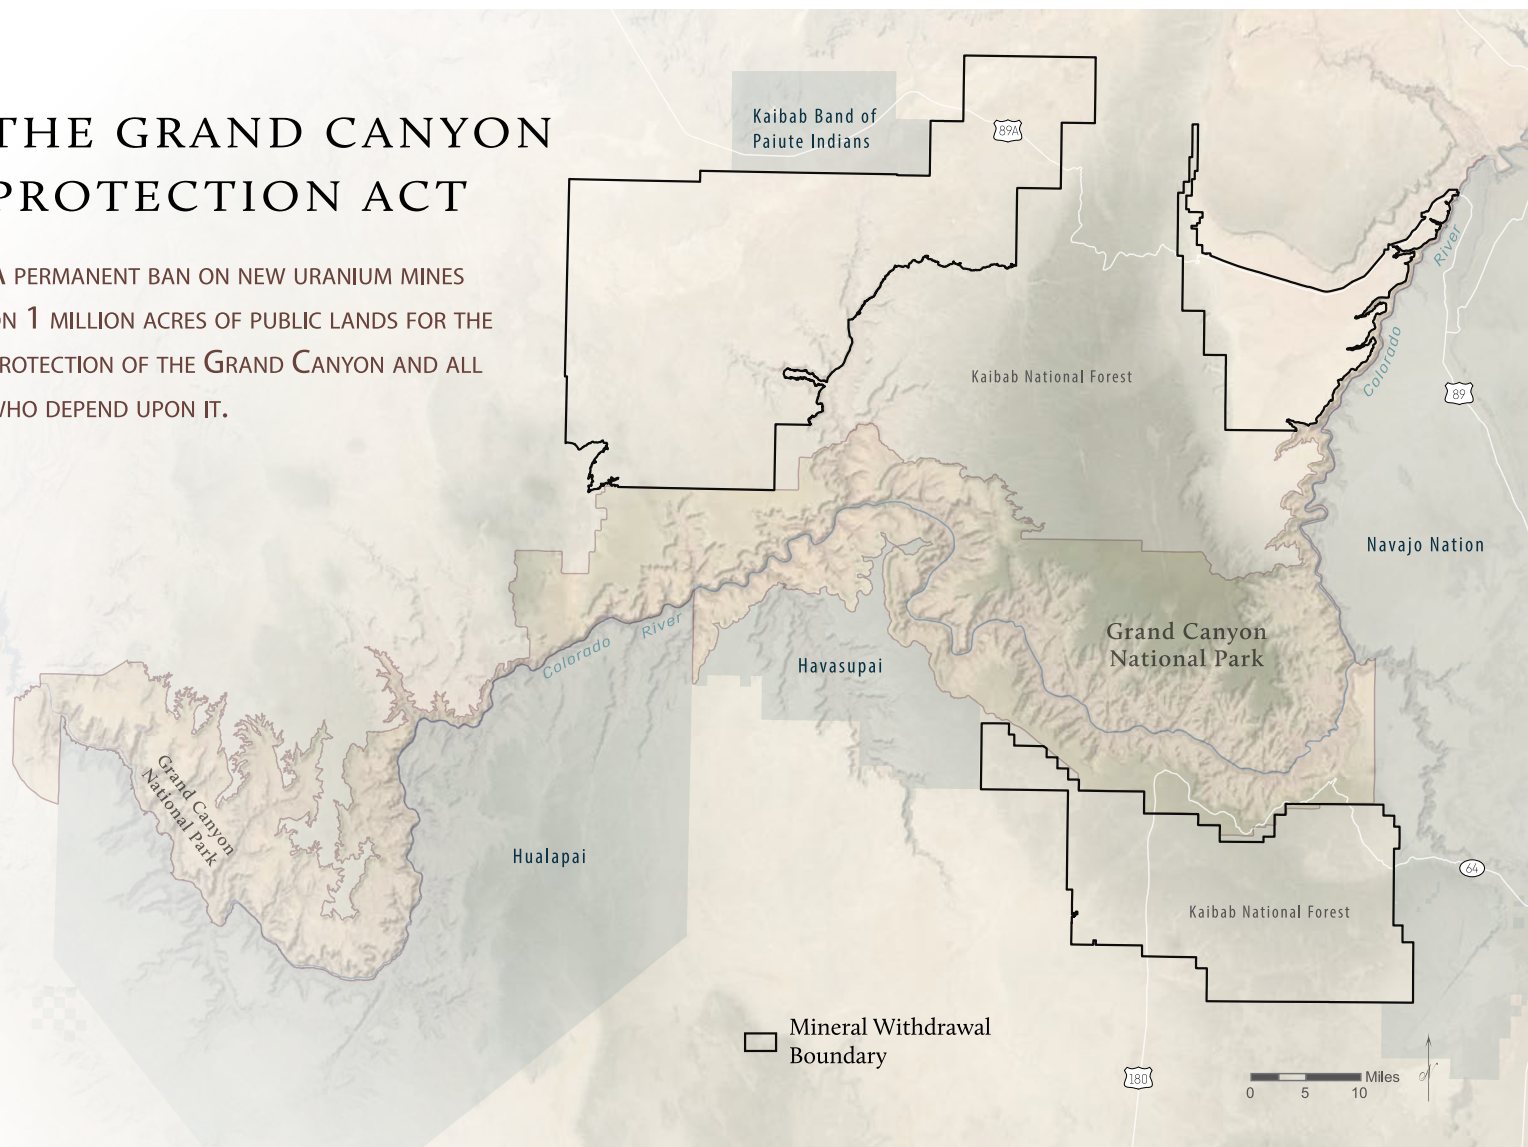 THE GRAND CANYON
PROTECTION ACT
A PERMANENT BAN ON NEW URANIUM MINES
ON 1 MILLION ACRES OF PUBLIC LANDS FOR THE
PROTECTION OF THE GRAND CANYON AND ALL
WHO DEPEND UPON IT.
Kaibab Band of
Paiute Indians
89A
River
Colorado
Kaibab National Forest
89
Navajo Nation
Grand Canyon
National Park
Colorado River
Havasupai
Grand Canyon
National Park
Hualapai
64
Kaibab National Forest
Mineral Withdrawal
Boundary
180
Miles
0 5 10
N